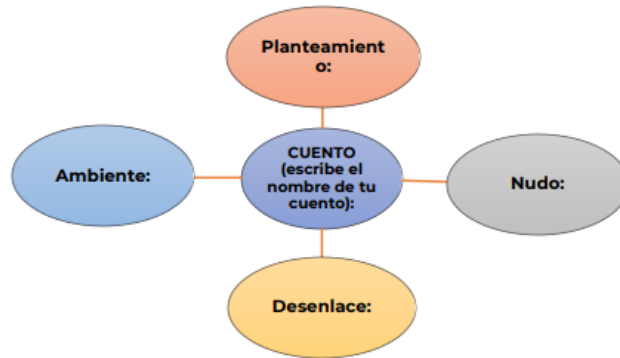 Planteamient
o:
Ambiente:
CUENTO
(escribe el
nombre de tu
cuento):
Nudo:
Desenlace: